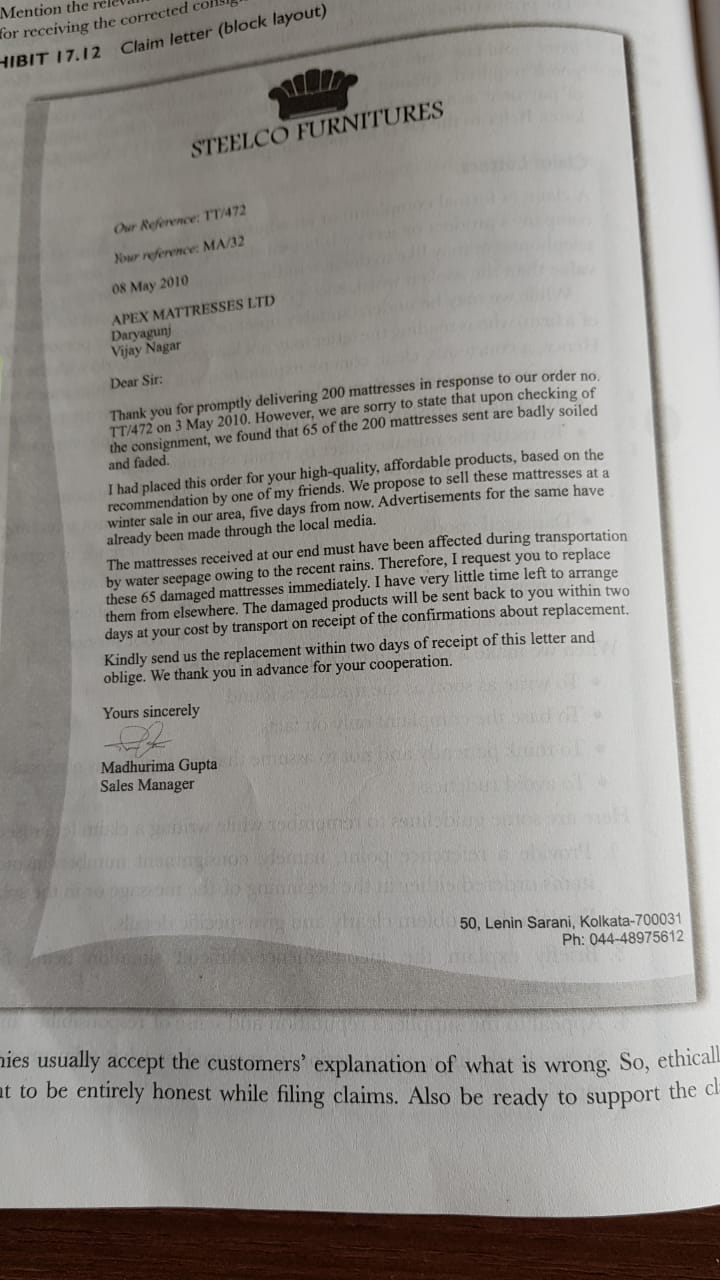 Mention the
for receiving the corrected
HIBIT 17.12 Claim letter (block layout)
STEELCO FURNITURES
Our Reference: TT/472
Your reference: MA/32
08 May 2010
APEX MATTRESSES LTD
Daryagunj
Vijay Nagar
Dear Sir:
Thank you for promptly delivering 200 mattresses in response to our order no.
TT/472 on 3 May 2010. However, we are sorry to state that upon checking of
the consignment, we found that 65 of the 200 mattresses sent are badly soiled
and faded.
I had placed this order for your high-quality, affordable products, based on the
recommendation by one of my friends. We propose to sell these mattresses at a
winter sale in our area, five days from now. Advertisements for the same have
already been made through the local media.
The mattresses received at our end must have been affected during transportation
by water seepage owing to the recent rains. Therefore, I request you to replace
these 65 damaged mattresses immediately. I have very little time left to arrange
them from elsewhere. The damaged products will be sent back to you within two
days at your cost by transport on receipt of the confirmations about replacement.
Kindly send us the replacement within two days of receipt of this letter and
oblige. We thank you in advance for your cooperation.
Yours sincerely
Madhurima Gupta
Sales Manager
50, Lenin Sarani, Kolkata-700031
Ph: 044-48975612
nies usually accept the customers' explanation of what is wrong. So, ethicall
nt to be entirely honest while filing claims. Also be ready to support the cl